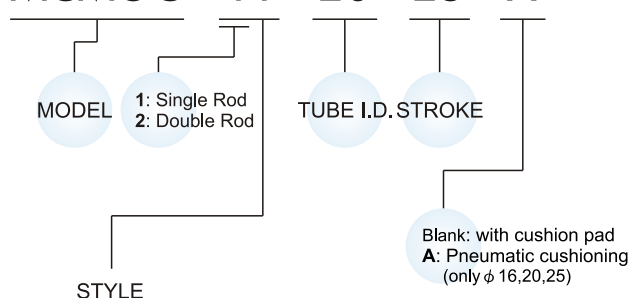 MODEL
1: Single Rod
2: Double Rod
TUBE I.D.
STROKE
Blank: with cushion pad
A: Pneumatic cushioning
(only ϕ 16,20,25)
STYLE